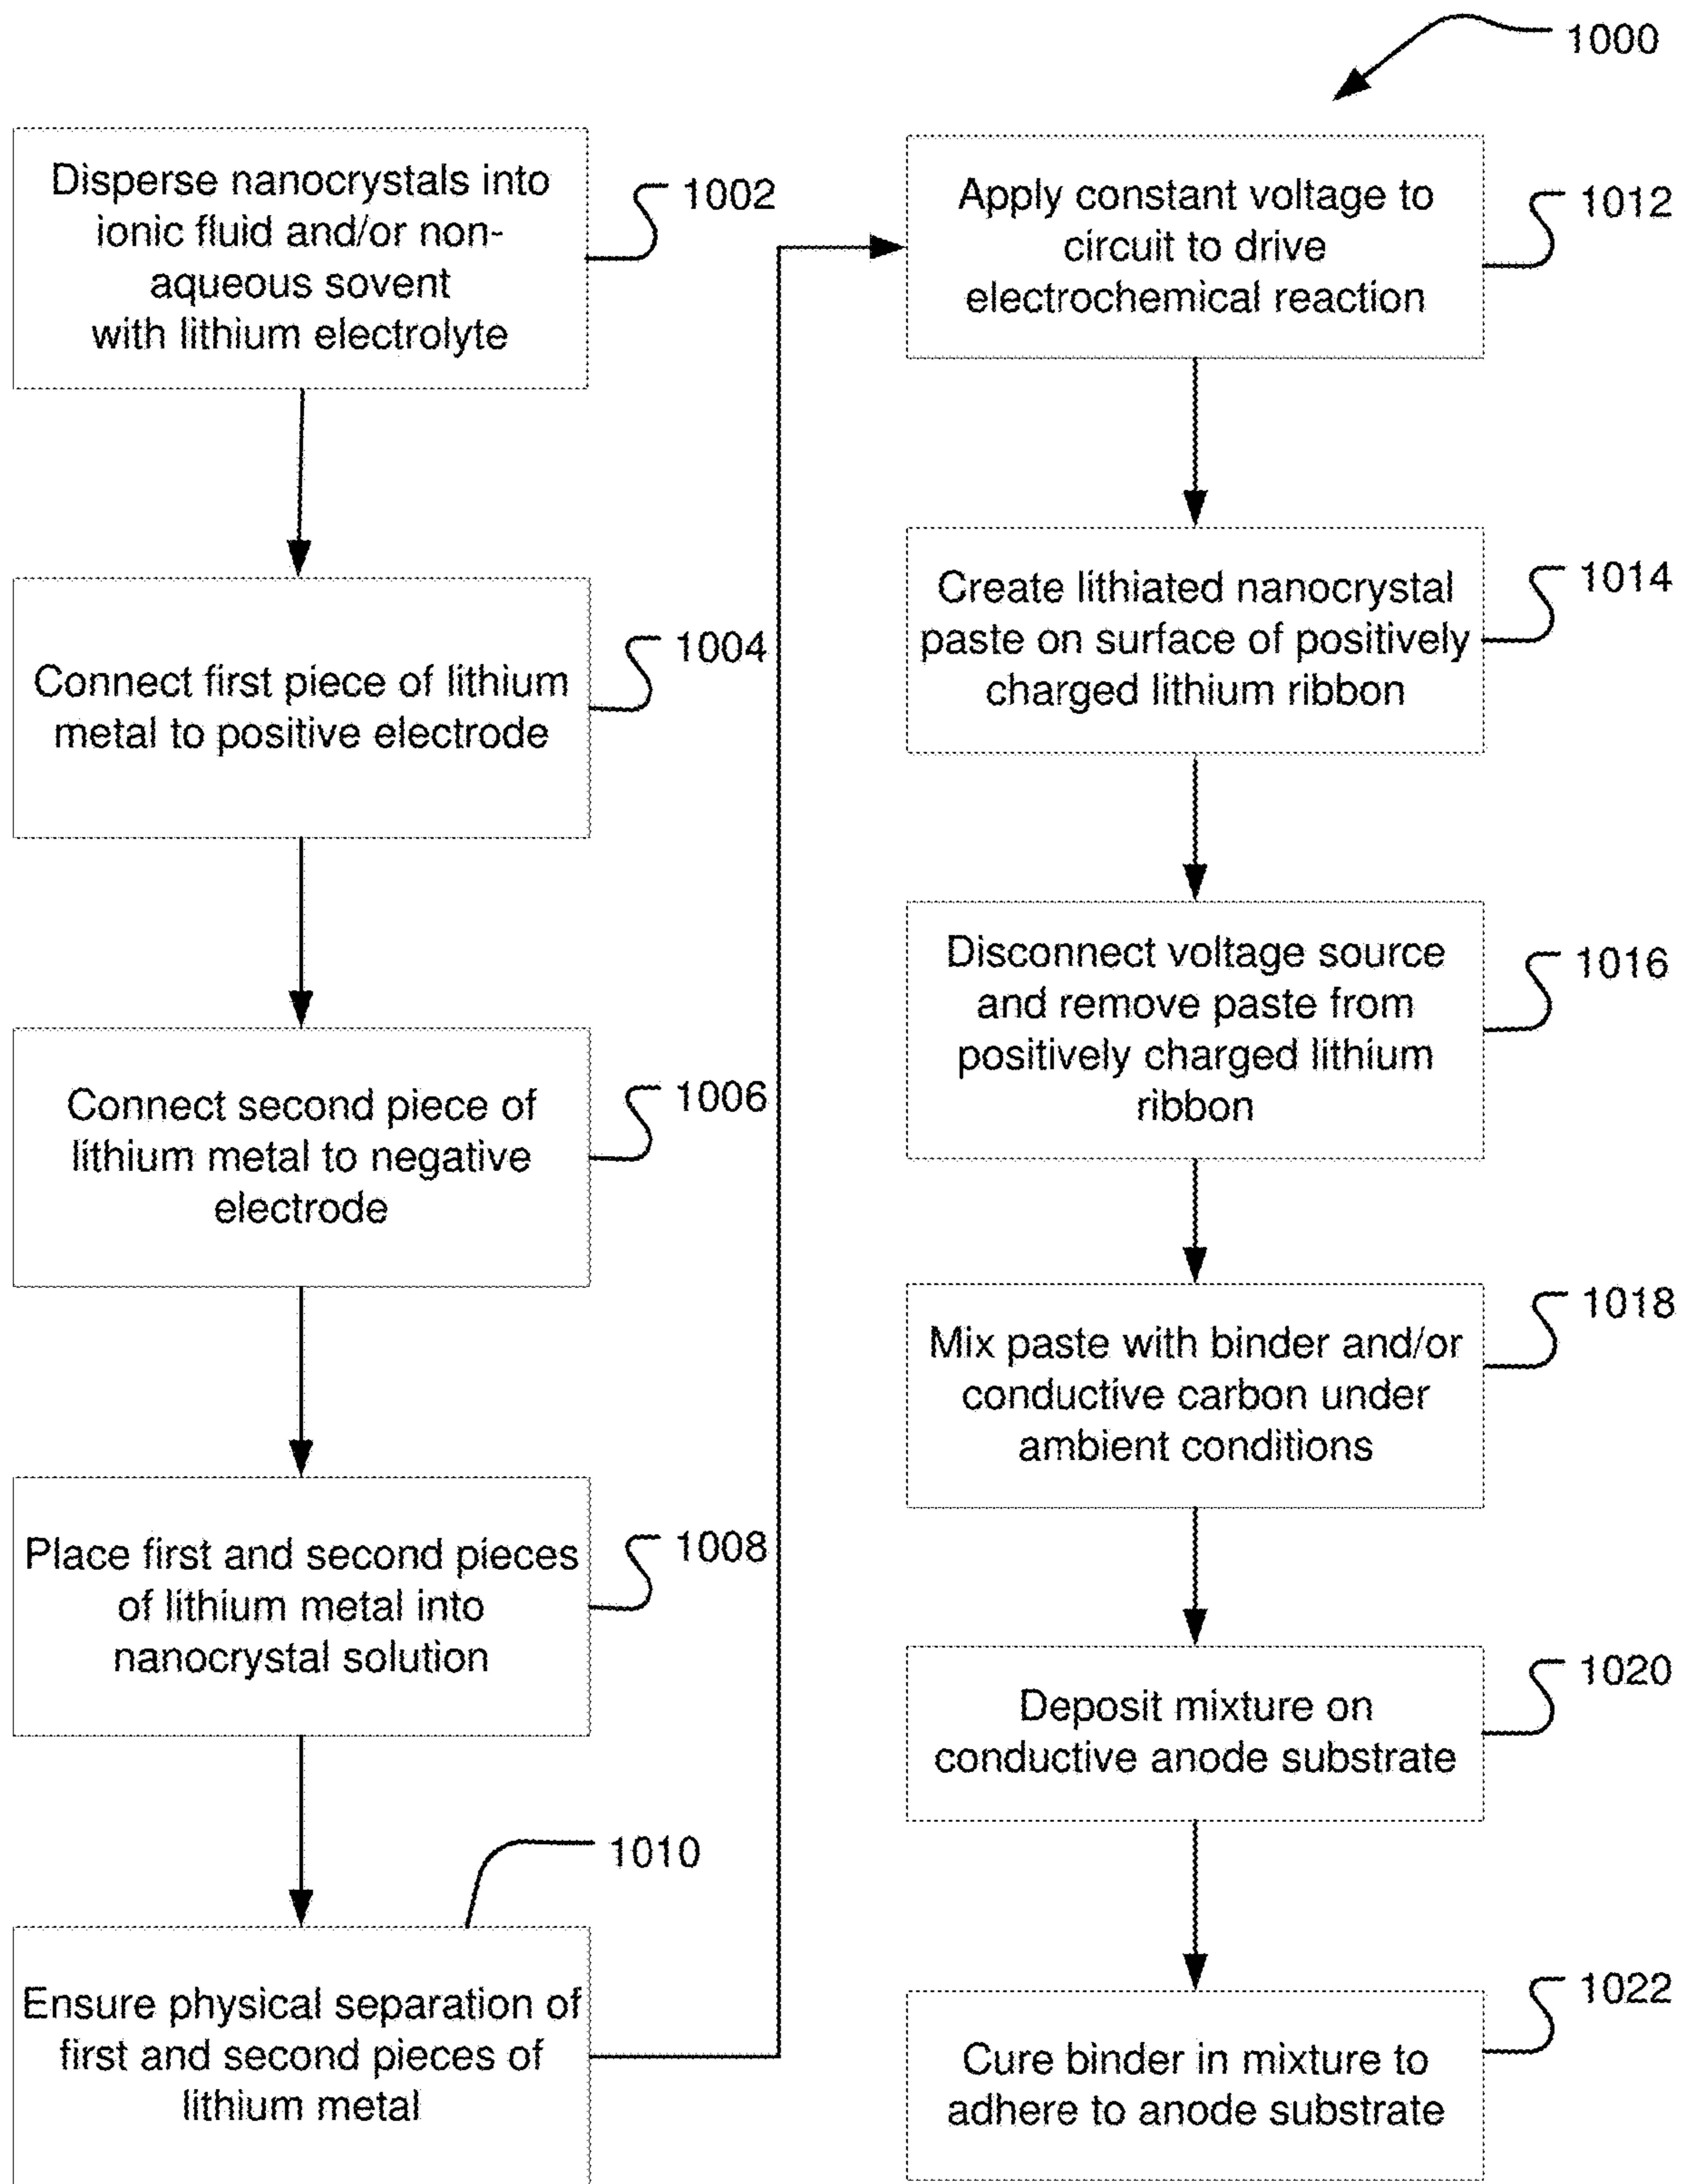 1000
Disperse nanocrystals into
ionic fluid and/or non-
aqueous sovent
with lithium electrolyte
1002
Connect first piece of lithium
metal to positive electrode
1004
Connect second piece of
lithium metal to negative
electrode
1006
Place first and second pieces
of lithium metal into
nanocrystal solution
1008
Ensure physical separation of
first and second pieces of
lithium metal
1010
Apply constant voltage to
circuit to drive
electrochemical reaction
1012
Create lithiated nanocrystal
paste on surface of positively
charged lithium ribbon
1014
Disconnect voltage source
and remove paste from
positively charged lithium
ribbon
1016
Mix paste with binder and/or
conductive carbon under
ambient conditions
1018
Deposit mixture on
conductive anode substrate
1020
Cure binder in mixture to
adhere to anode substrate
1022